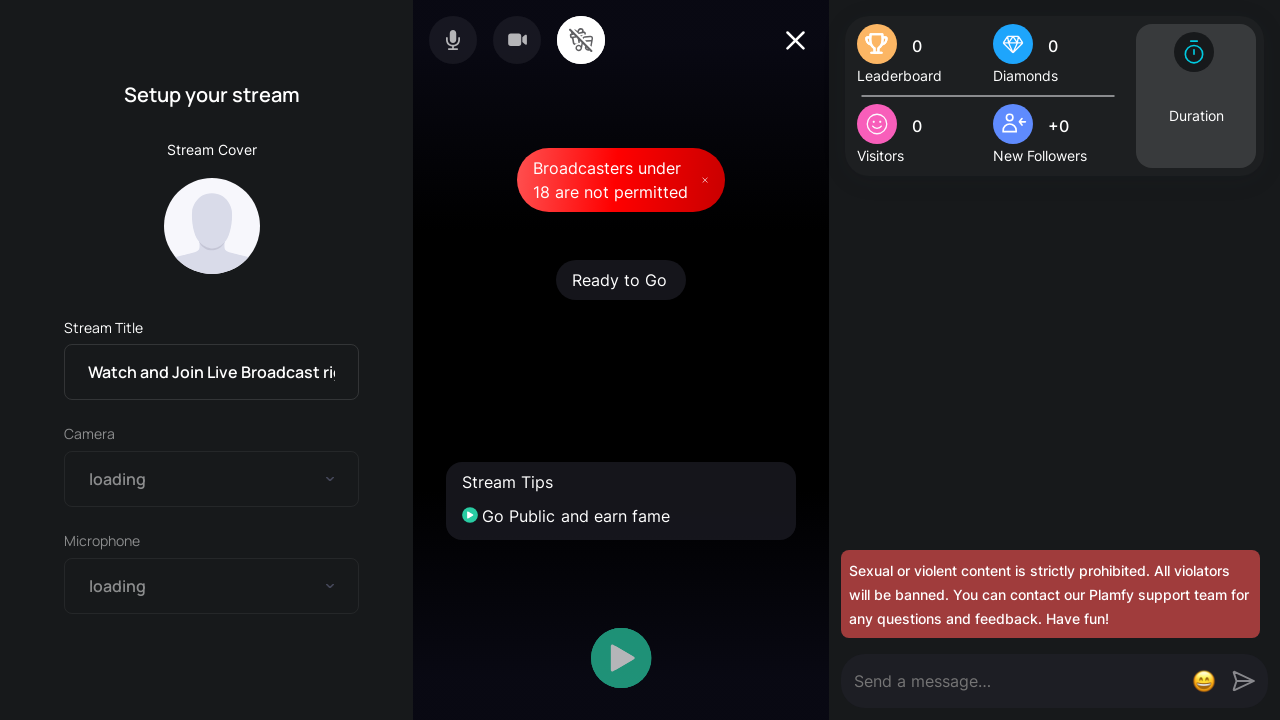 Setup your stream
Stream Cover
Stream Title
Watch and Join Live Broadcast
Camera
loading
Microphone
loading
Broadcasters under
18 are not permitted
Ready to Go
Stream Tips
Go Public and earn fame
0
Leaderboard
0
Diamonds
0
Visitors
+0
New Followers
Duration
Sexual or violent content is strictly prohibited. All violators
will be banned. You can contact our Plamfy support team for
any questions and feedback. Have fun!
Send a message...